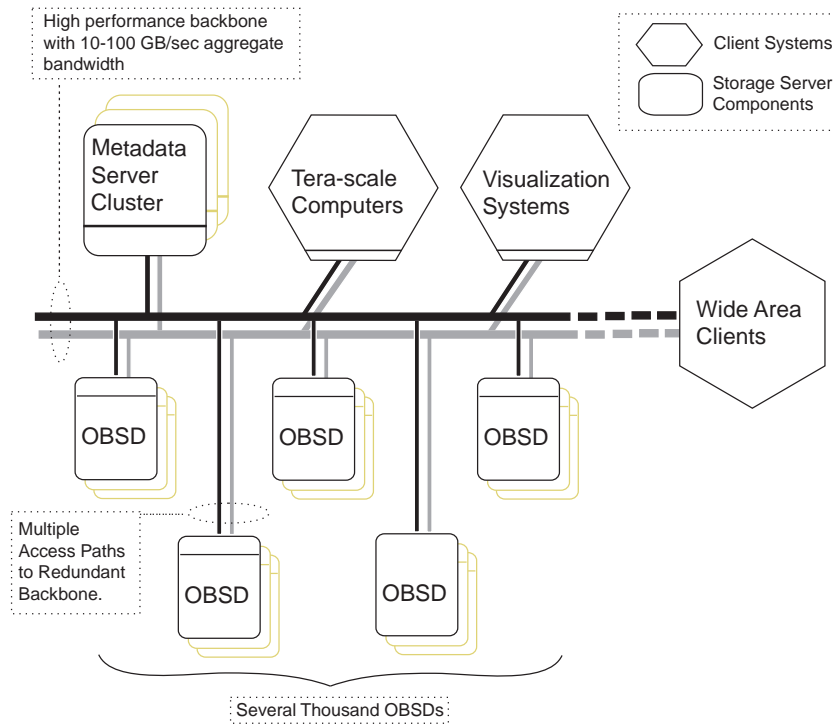 High performance backbone
with 10-100 GB/sec aggregate
bandwidth
Client Systems
Storage Server
Components
Metadata
Server
Cluster
Tera-scale
Computers
Visualization
Systems
Wide Area
Clients
OBSD
OBSD
OBSD
Multiple
Access Paths
to Redundant
Backbone.
OBSD
OBSD
Several Thousand OBSDs